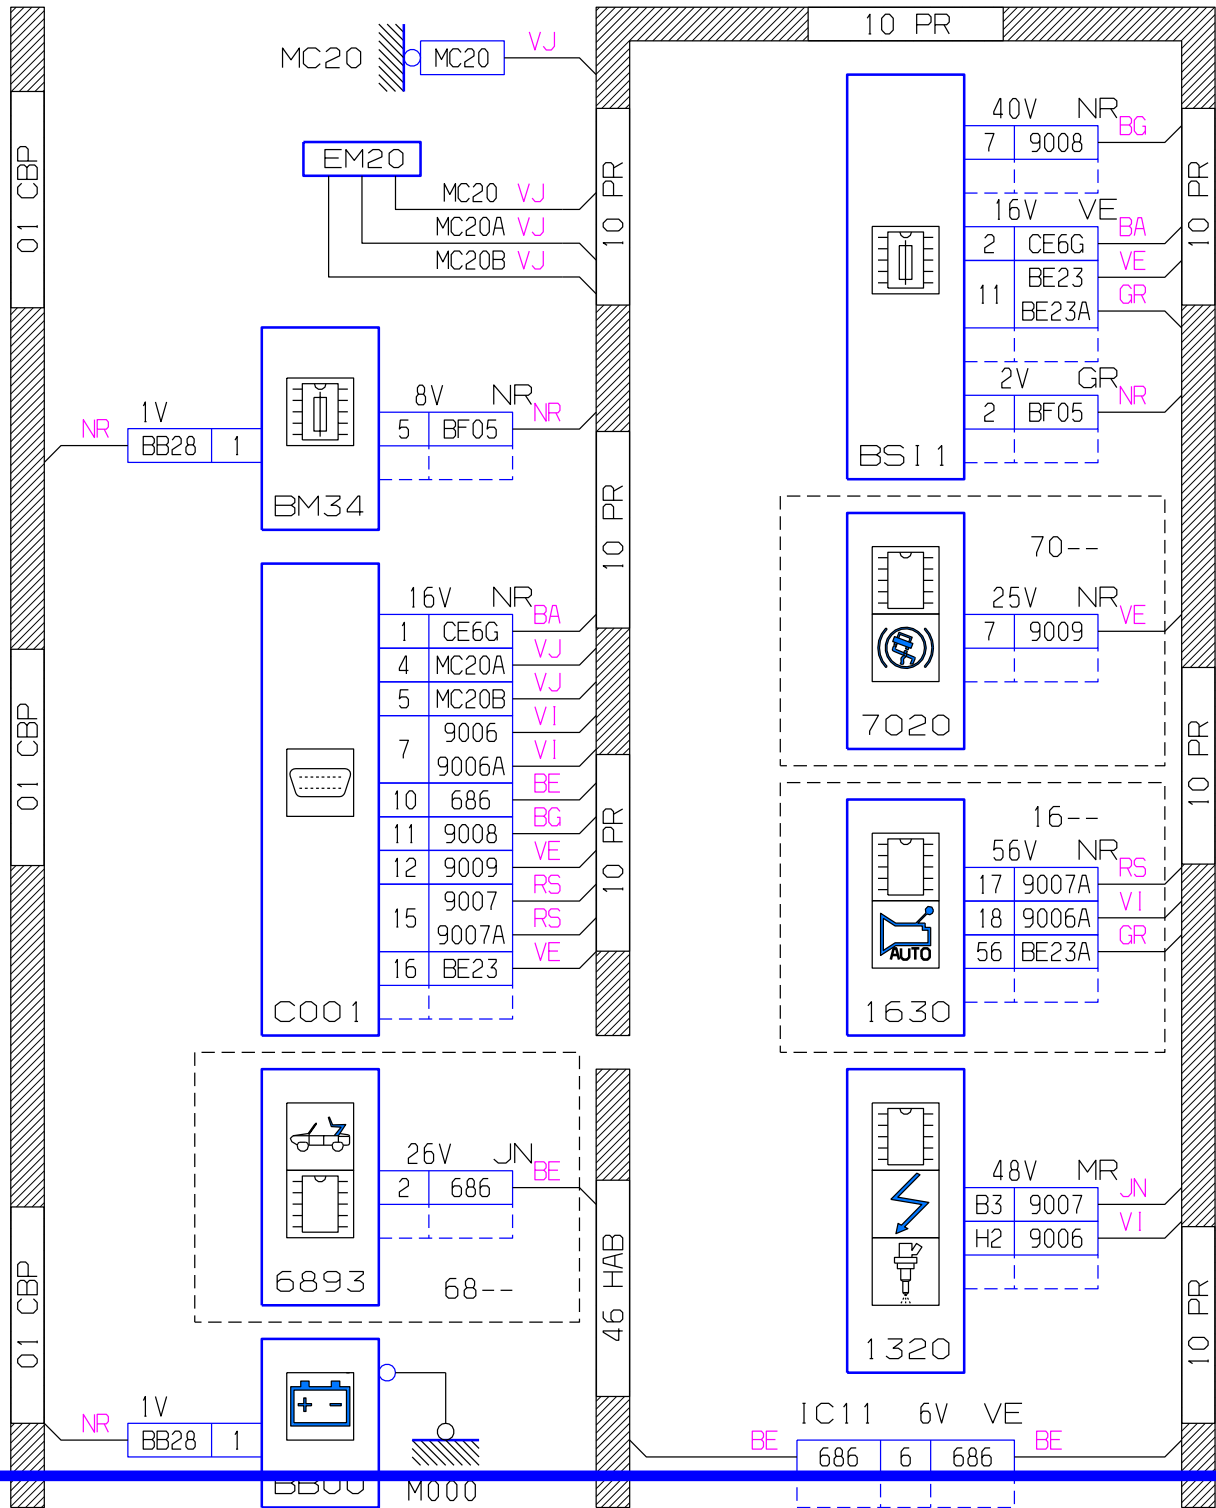 10 PR
MC20
MC20
VJ
EM20
MC20 VJ
MC20A VJ
MC20B VJ
01 CBP
10 PR
10 PR
40V NR
7 9008 BG
16V VE
2 CE6G BA
11 BE23 VE
BE23A GR
2V GR
2 BF05 NR
BSI1
NR
1V
BB28 1
8V NR
5 BF05 NR
BM34
10 PR
70--
25V NR
7 9009 VE
7020
16V NR
1 CE6G BA
4 MC20A VJ
5 MC20B VJ
7 9006 VI
9006A VI
10 686 BE
11 9008 BG
12 9009 VE
15 9007 RS
9007A RS
16 BE23 VE
C001
01 CBP
10 PR
10 PR
16--
56V NR
17 9007A RS
18 9006A VI
56 BE23A GR
AUTO
1630
26V JN
2 686 BE
6893
68--
48V MR
B3 9007 JN
H2 9006 VI
1320
01 CBP
46 HAB
10 PR
NR
1V
BB28 1
+ -
BB00
M000
IC11 6V VE
BE 686 6 686 BE